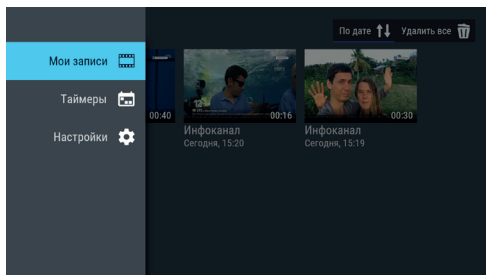 По дате
Удалить все
Мои записи
Таймеры
Настройки
00:40
00:16
00:30
Инфоканал
Сегодня, 15:20
Инфоканал
Сегодня, 15:19